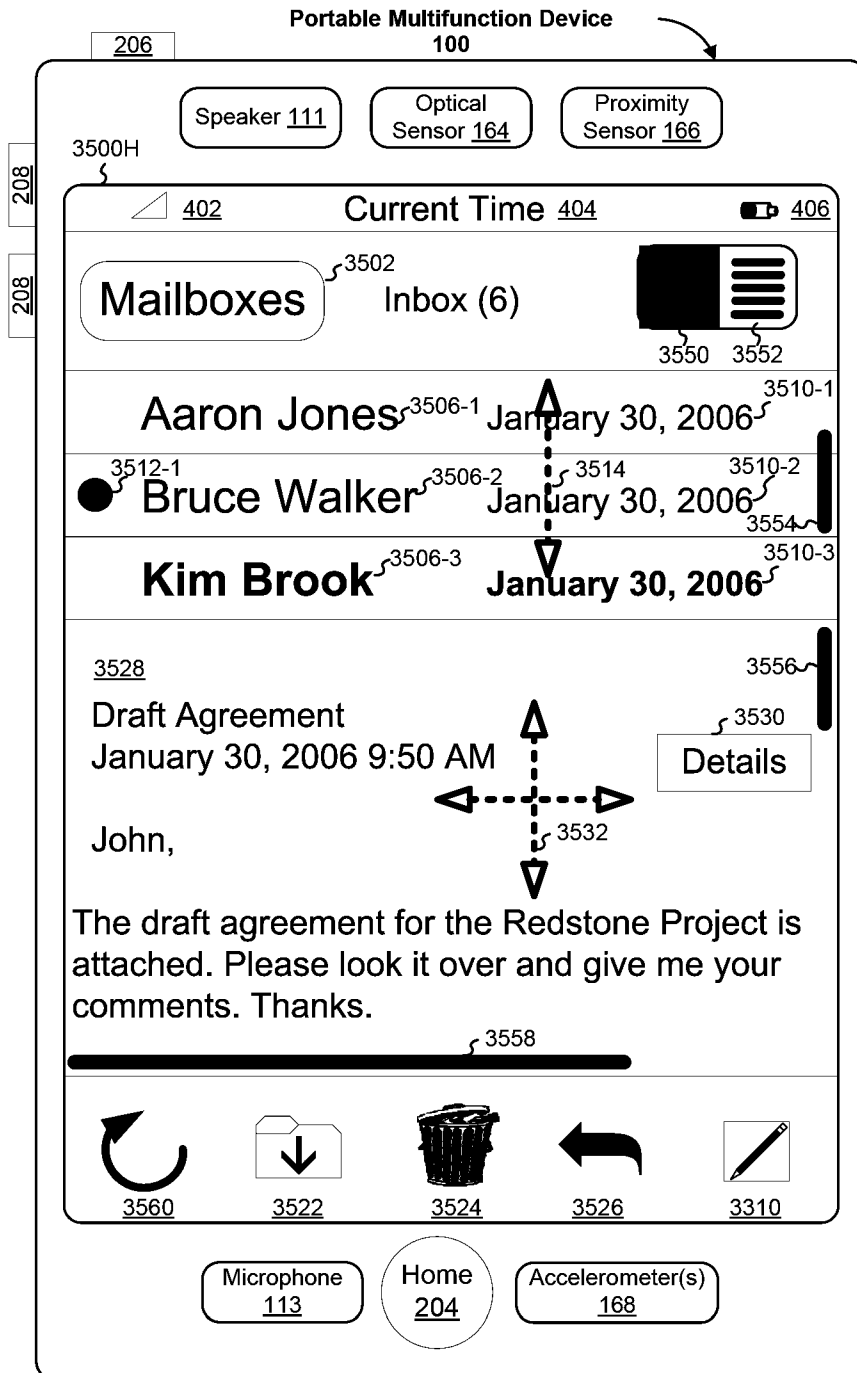 Portable Multifunction Device
100
206
Speaker 111
Optical
Sensor 164
Proximity
Sensor 166
3500H
208
208
402
Current Time 404
406
Mailboxes
3502
Inbox (6)
3550
3552
Aaron Jones
3506-1
January 30, 2006
3510-1
3512-1
Bruce Walker
3506-2
3514
January 30, 2006
3510-2
3554
Kim Brook
3506-3
January 30, 2006
3510-3
3528
3556
Draft Agreement
3530
January 30, 2006 9:50 AM
Details
John,
3532
The draft agreement for the Redstone Project is
attached. Please look it over and give me your
comments. Thanks.
3558
3560
3522
3524
3526
3310
Microphone
113
Home
204
Accelerometer(s)
168